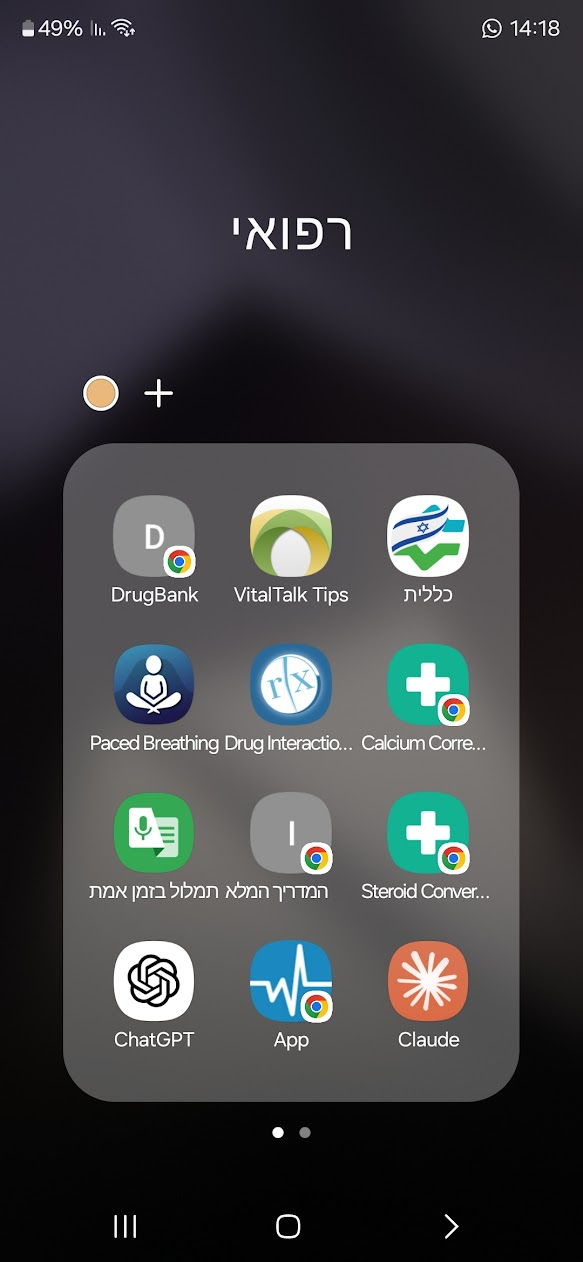 49%
14:18
רפואי
D
DrugBank
VitalTalk Tips
כללית
r/x
Paced Breathing
Drug Interactio...
Calcium Corre...
I
תמלול בזמן אמת
המדריך המלא
Steroid Conver...
ChatGPT
App
Claude